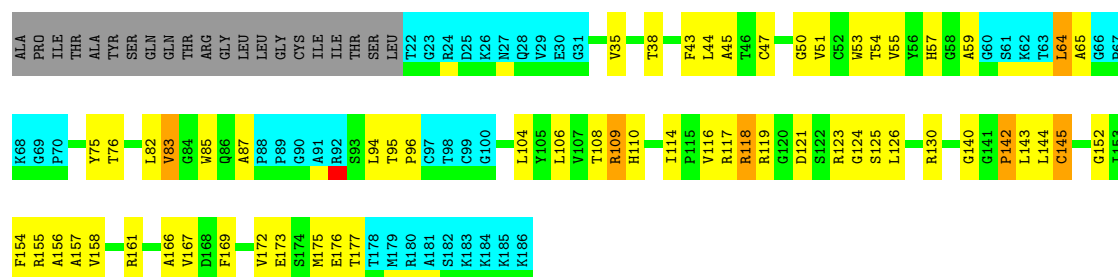 ALA PRO ILE THR ALA TYR SER GLN GLN THR ARG GLY LEU LEU GLY CYS ILE ILE THR SER LEU T22 G23 R24 D25 K26 N27 Q28 V29 E30 G31 V35 T38 F43 L44 A45 T46 C47 G50 V51 C52 W53 T54 V55 Y56 H57 G58 A59 G60 S61 K62 T63 L64 A65 G66 P67
K68 G69 P70 Y75 T76 L82 V83 G84 W85 Q86 A87 P88 P89 G90 A91 R92 S93 L94 T95 P96 C97 T98 C99 G100 L104 Y105 L106 V107 T108 R109 H110 I114 P115 V116 R117 R118 R119 G120 D121 S122 R123 G124 S125 L126 R130 G140 G141 P142 L143 L144 C145 G152 I153
F154 R155 A156 A157 V158 R161 A166 V167 D168 F169 V172 E173 S174 M175 E176 T177 T178 M179 R180 A181 S182 K183 K184 K185 K186